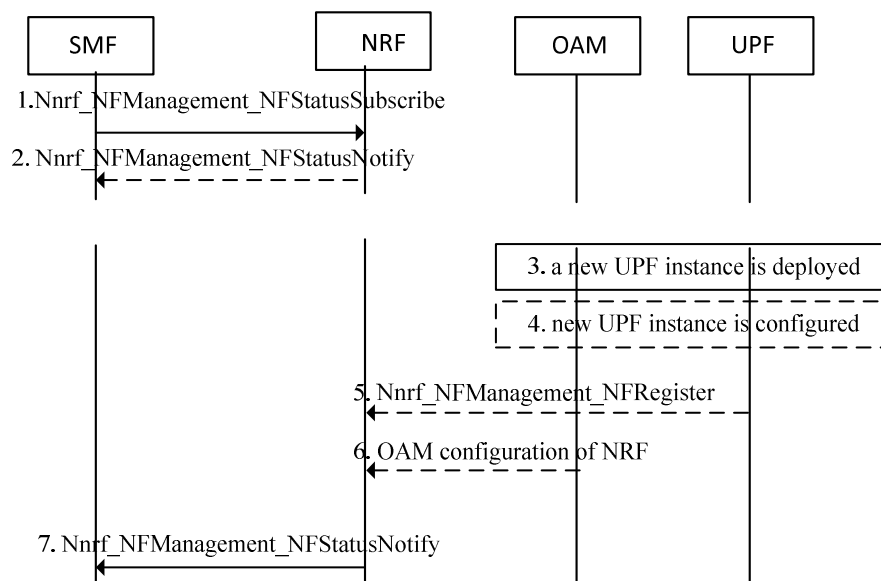 SMF
NRF
OAM
UPF
1.Nnrf_NFManagement_NFStatusSubscribe
2. Nnrf_NFManagement_NFStatusNotify
3. a new UPF instance is deployed
4. new UPF instance is configured
5. Nnrf_NFManagement_NFRegister
6. OAM configuration of NRF
7. Nnrf_NFManagement_NFStatusNotify